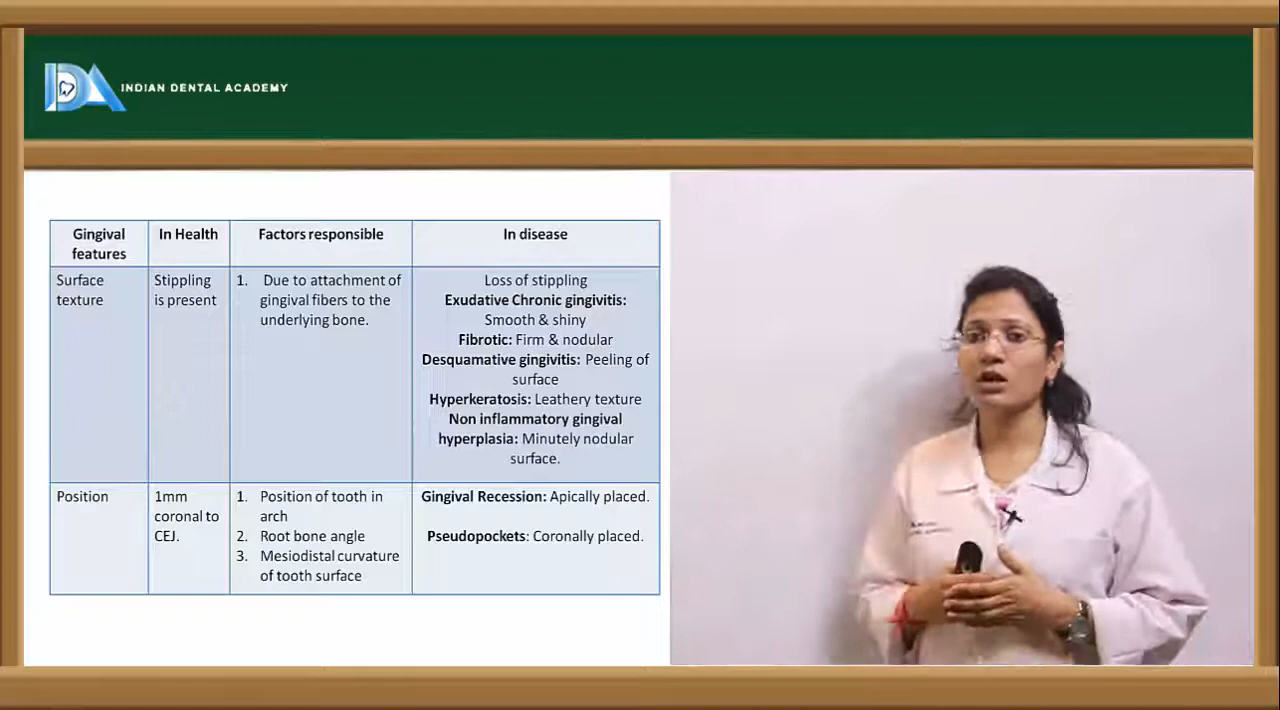 INDIAN DENTAL ACADEMY
Gingival
features
In Health
Factors responsible
In disease
Surface
texture
Stippling
is present
1. Due to attachment of
gingival fibers to the
underlying bone.
Loss of stippling
Exudative Chronic gingivitis:
Smooth & shiny
Fibrotic: Firm & nodular
Desquamative gingivitis: Peeling of
surface
Hyperkeratosis: Leathery texture
Non inflammatory gingival
hyperplasia: Minutely nodular
surface.
Position
1mm
coronal to
CEJ.
1. Position of tooth in
arch
2. Root bone angle
3. Mesiodistal curvature
of tooth surface
Gingival Recession: Apically placed.
Pseudopockets: Coronally placed.